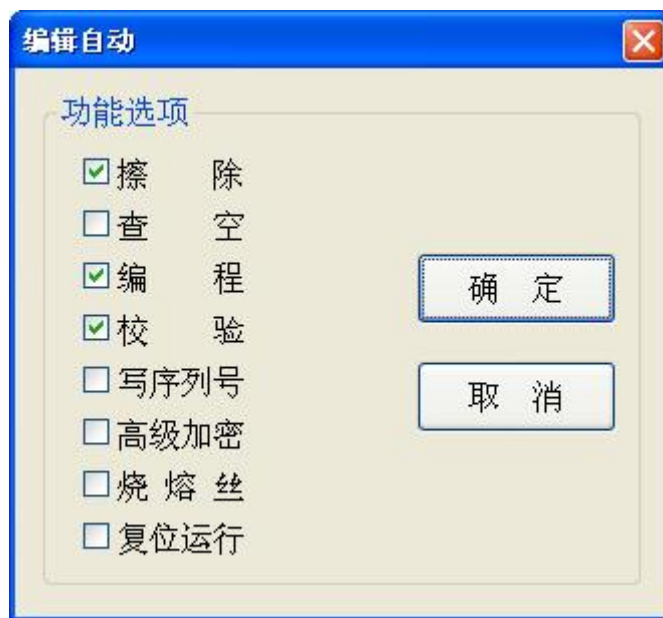 编辑自动
功能选项
擦 除
查 空
编 程
校 验
写序列号
高级加密
烧 熔 丝
复位运行
确 定
取 消